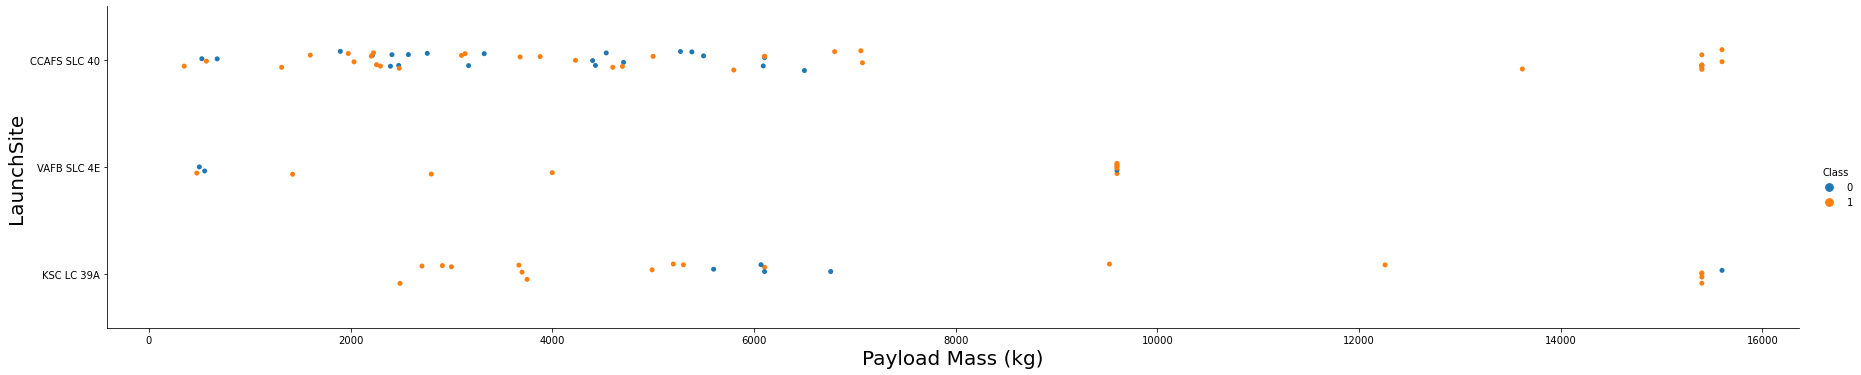 LaunchSite
CCAFS SLC 40
VAFB SLC 4E
KSC LC 39A
0
2000
4000
6000
8000
10000
12000
14000
16000
Payload Mass (kg)
Class
0
1